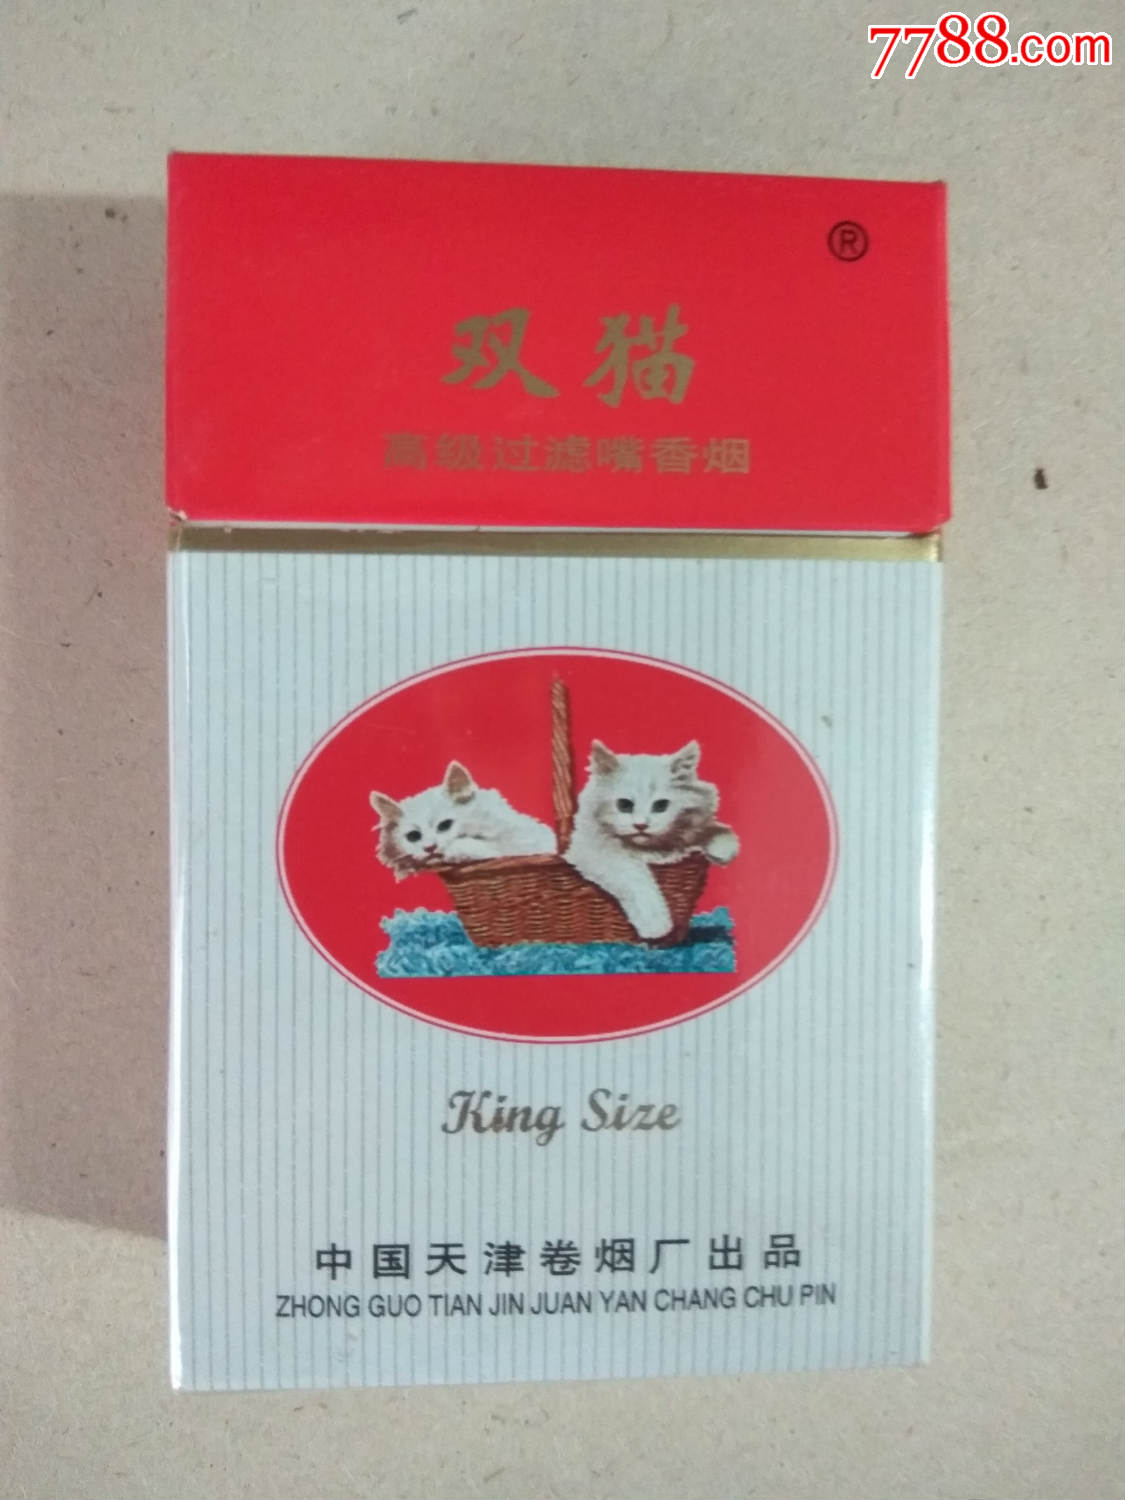 7788.com
®
双猫
高级过滤嘴香烟
King Size
中国天津卷烟厂出品
ZHONG GUO TIAN JIN JUAN YAN CHANG CHU PIN